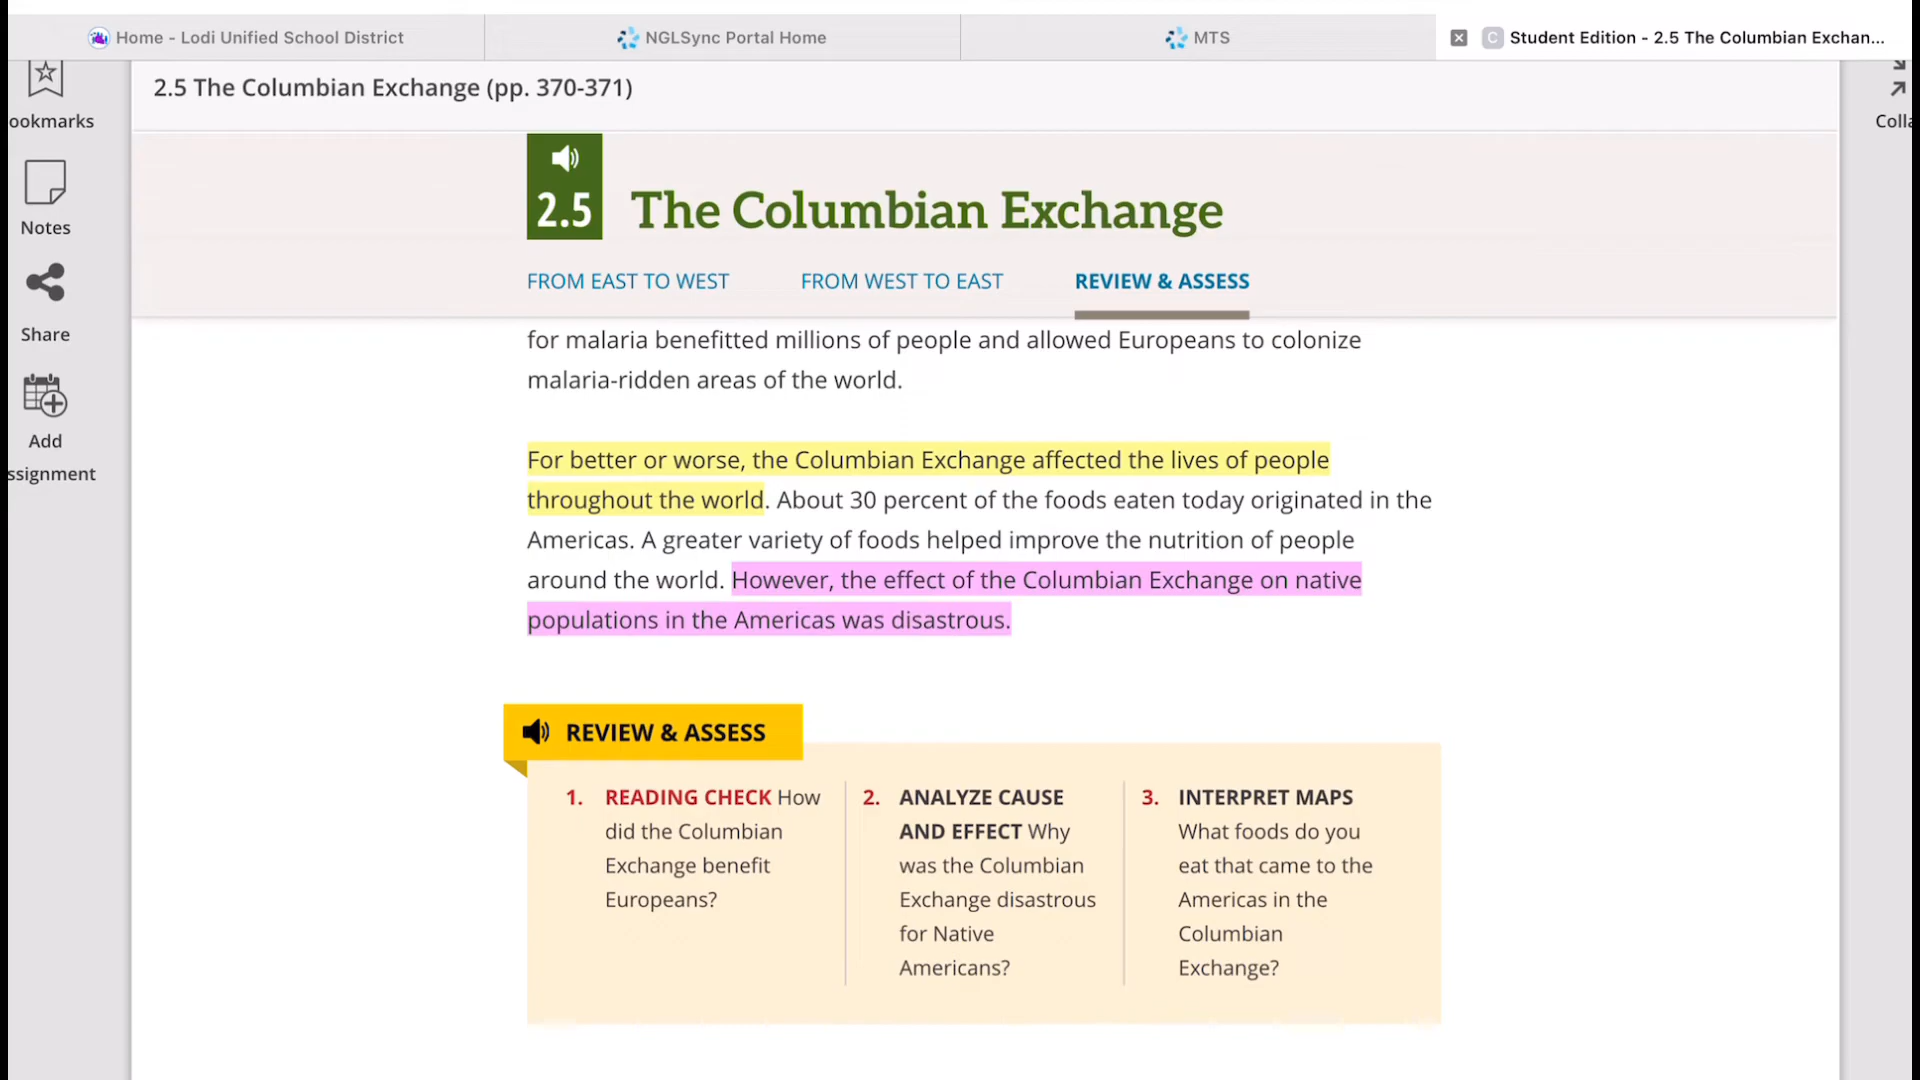 Home - Lodi Unified School District
NGLSync Portal Home
MTS
C
Student Edition - 2.5 The Columbian Exchan...
2.5 The Columbian Exchange (pp. 370-371)
ookmarks
Colla
2.5 The Columbian Exchange
Notes
FROM EAST TO WEST
FROM WEST TO EAST
REVIEW & ASSESS
Share
for malaria benefitted millions of people and allowed Europeans to colonize
malaria-ridden areas of the world.
Add
ssignment
For better or worse, the Columbian Exchange affected the lives of people
throughout the world. About 30 percent of the foods eaten today originated in the
Americas. A greater variety of foods helped improve the nutrition of people
around the world. However, the effect of the Columbian Exchange on native
populations in the Americas was disastrous.
REVIEW & ASSESS
1. READING CHECK How
did the Columbian
Exchange benefit
Europeans?
2. ANALYZE CAUSE
AND EFFECT Why
was the Columbian
Exchange disastrous
for Native
Americans?
3. INTERPRET MAPS
What foods do you
eat that came to the
Americas in the
Columbian
Exchange?